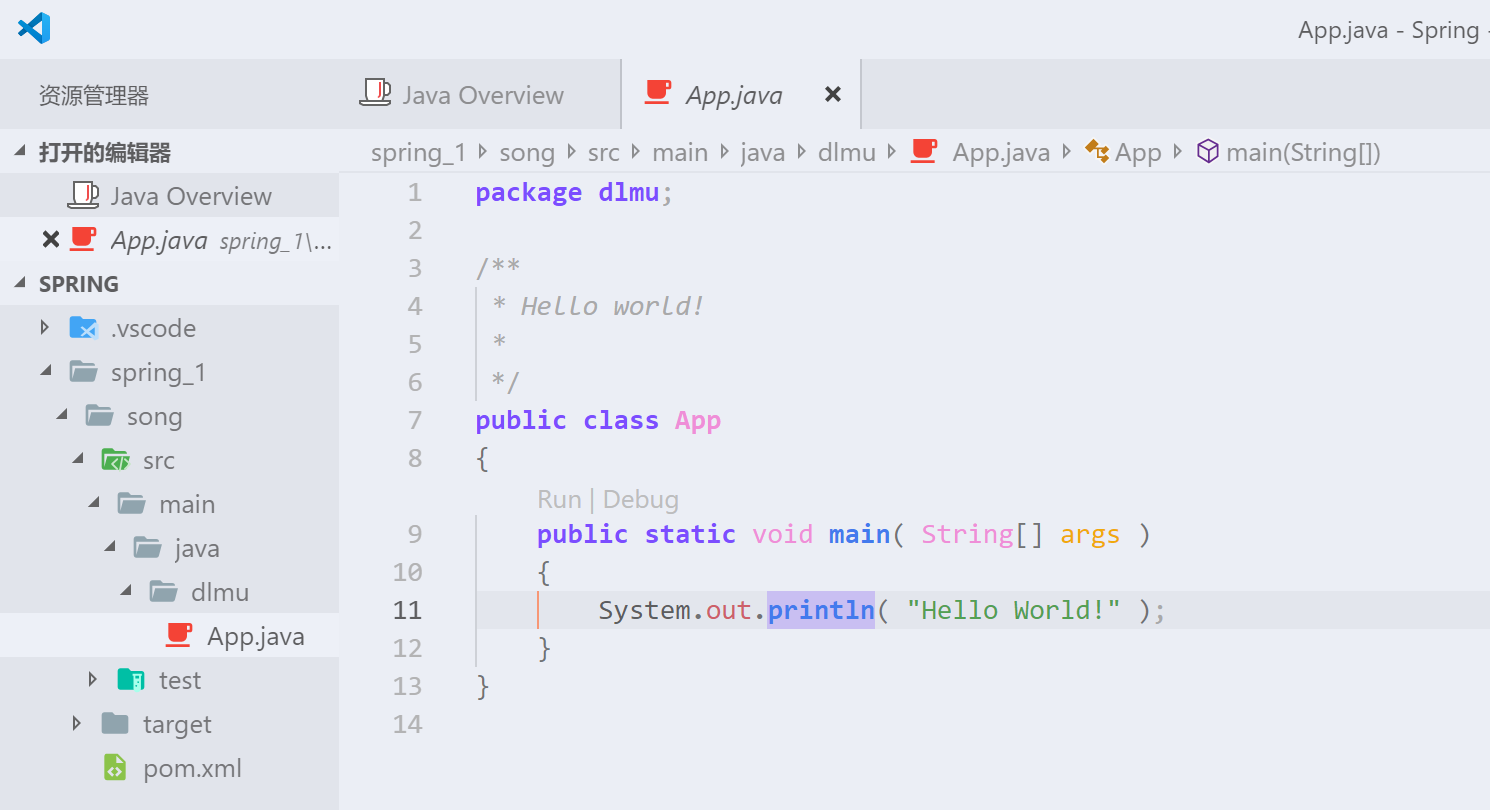 App.java - Spring -
资源管理器
Java Overview
App.java
打开的编辑器
Java Overview
App.java spring_1\...
SPRING
.vscode
spring_1
song
src
main
java
dlmu
App.java
test
target
pom.xml
spring_1 song src main java dlmu App.java App main(String[])
1 package dlmu;
2
3 /**
4  * Hello world!
5  *
6  */
7 public class App
8 {
Run | Debug
9     public static void main( String[] args )
10     {
11         System.out.println( "Hello World!" );
12     }
13 }
14